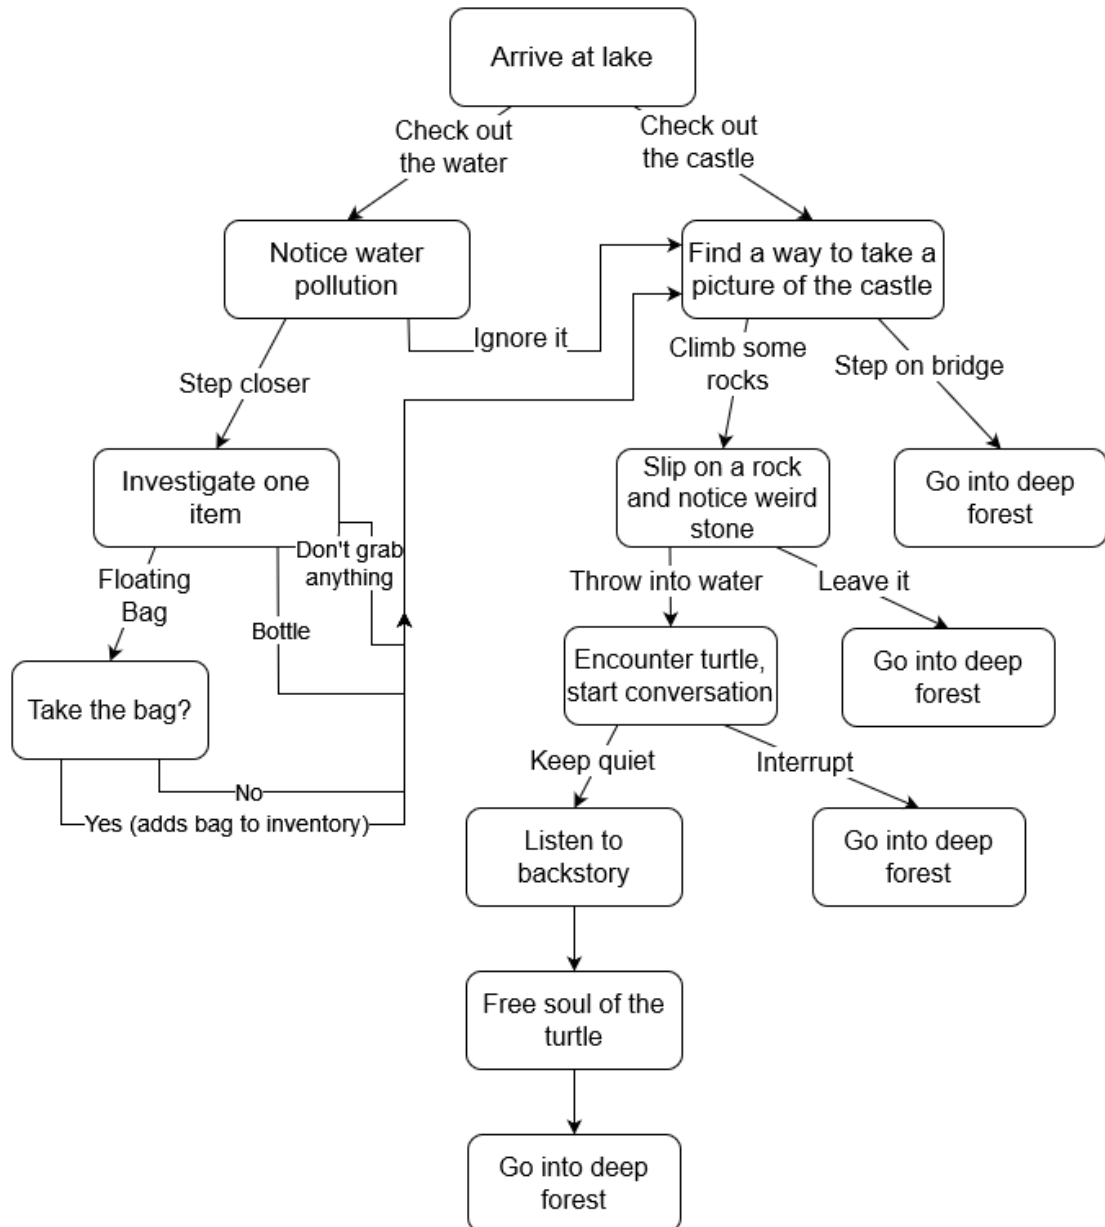 Arrive at lake
Check out
the water
Check out
the castle
Notice water
pollution
Find a way to take a
picture of the castle
Ignore it
Climb some
rocks
Step on bridge
Step closer
Investigate one
item
Slip on a rock
and notice weird
stone
Go into deep
forest
Don't grab
anything
Floating
Bag
Bottle
Throw into water
Leave it
Take the bag?
Encounter turtle,
start conversation
Go into deep
forest
Keep quiet
Interrupt
No
Yes (adds bag to inventory)
Listen to
backstory
Go into deep
forest
Free soul of the
turtle
Go into deep
forest